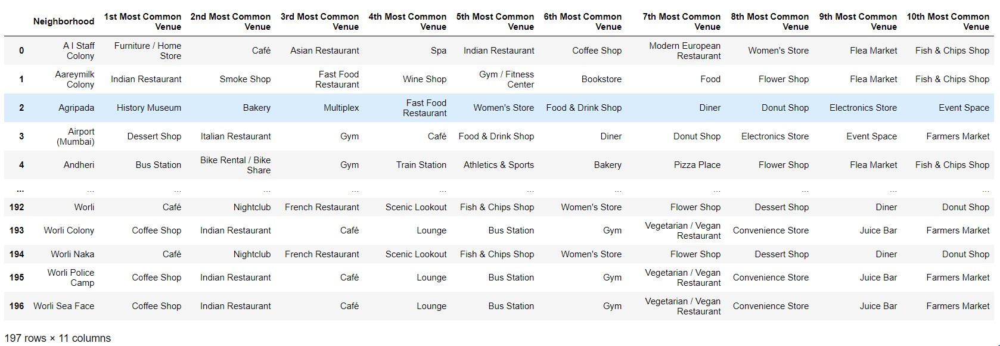 Neighborhood 1st Most Common Venue 2nd Most Common Venue 3rd Most Common Venue 4th Most Common Venue 5th Most Common Venue 6th Most Common Venue 7th Most Common Venue 8th Most Common Venue 9th Most Common Venue 10th Most Common Venue
0 A I Staff Colony Furniture / Home Store Café Asian Restaurant Spa Indian Restaurant Coffee Shop Modern European Restaurant Women's Store Flea Market Fish & Chips Shop
1 Aareymilk Colony Indian Restaurant Smoke Shop Fast Food Restaurant Wine Shop Gym / Fitness Center Bookstore Food Flower Shop Flea Market Fish & Chips Shop
2 Agripada History Museum Bakery Multiplex Fast Food Restaurant Women's Store Food & Drink Shop Diner Donut Shop Electronics Store Event Space
3 Airport (Mumbai) Dessert Shop Italian Restaurant Gym Café Food & Drink Shop Diner Donut Shop Electronics Store Event Space Farmers Market
4 Andheri Bus Station Bike Rental / Bike Share Gym Train Station Athletics & Sports Bakery Pizza Place Flower Shop Flea Market Fish & Chips Shop
... ... ... ... ... ... ... ... ... ... ... ...
192 Worli Café Nightclub French Restaurant Scenic Lookout Fish & Chips Shop Women's Store Flower Shop Dessert Shop Diner Donut Shop
193 Worli Colony Coffee Shop Indian Restaurant Café Lounge Bus Station Gym Vegetarian / Vegan Restaurant Convenience Store Juice Bar Farmers Market
194 Worli Naka Café Nightclub French Restaurant Scenic Lookout Fish & Chips Shop Women's Store Flower Shop Dessert Shop Diner Donut Shop
195 Worli Police Camp Coffee Shop Indian Restaurant Café Lounge Bus Station Gym Vegetarian / Vegan Restaurant Convenience Store Juice Bar Farmers Market
196 Worli Sea Face Coffee Shop Indian Restaurant Café Lounge Bus Station Gym Vegetarian / Vegan Restaurant Convenience Store Juice Bar Farmers Market
197 rows × 11 columns